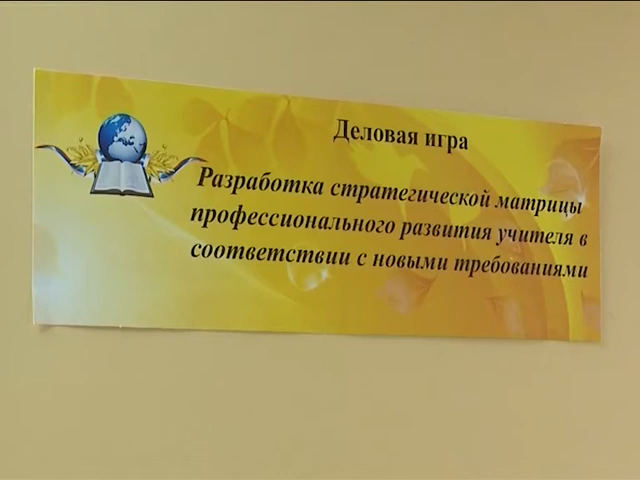 Деловая игра
Разработка стратегической матрицы
профессионального развития учителя в
соответствии с новыми требованиями